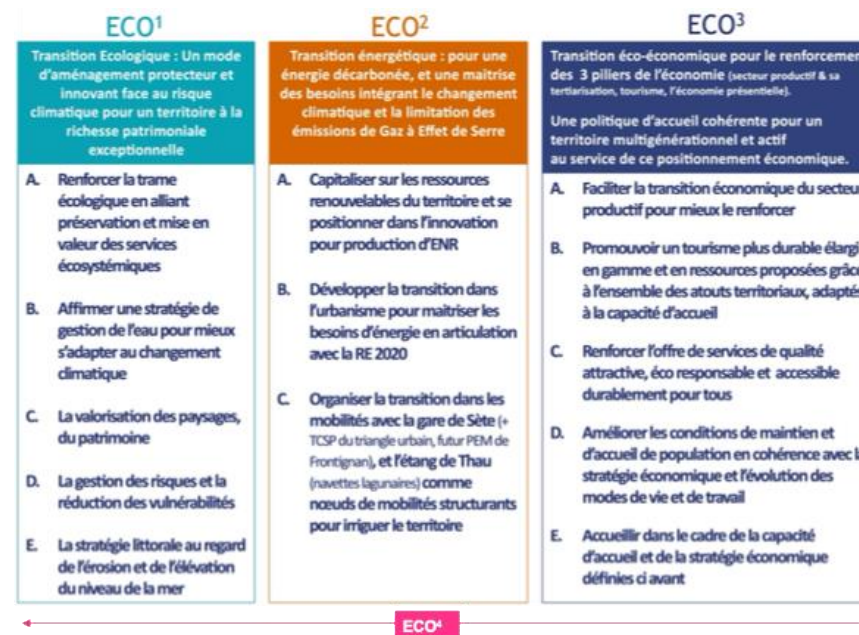 ECO¹
Transition Ecologique : Un mode
d'aménagement protecteur et
innovant face au risque
climatique pour un territoire à la
richesse patrimoniale
exceptionnelle
A. Renforcer la trame
écologique en alliant
préservation et mise en
valeur des services
écosystémiques
B. Affirmer une stratégie de
gestion de l'eau pour mieux
s'adapter au changement
climatique
C. La valorisation des paysages,
du patrimoine
D. La gestion des risques et la
réduction des vulnérabilités
E. La stratégie littorale au regard
de l'érosion et de l'élévation
du niveau de la mer
ECO²
Transition énergétique : pour une
énergie décarbonée, et une maitrise
des besoins intégrant le changement
climatique et la limitation des
émissions de Gaz à Effet de Serre
A. Capitaliser sur les ressources
renouvelables du territoire et se
positionner dans l'innovation
pour production d'ENR
B. Développer la transition dans
l'urbanisme pour maitriser les
besoins d'énergie en articulation
avec la RE 2020
C. Organiser la transition dans les
mobilités avec la gare de Sète (+
TCSP du triangle urbain, futur PEM de
Frontignan), et l'étang de Thau
(navettes lagunaires) comme
nœuds de mobilités structurants
pour irriguer le territoire
ECO³
Transition éco-économique pour le renforcemen
des 3 piliers de l'économie (secteur productif & sa
tertiarisation, tourisme, l'économie présentielle).
Une politique d'accueil cohérente pour un
territoire multigénérationnel et actif
au service de ce positionnement économique.
A. Faciliter la transition économique du secteu
productif pour mieux le renforcer
B. Promouvoir un tourisme plus durable élargi
en gamme et en ressources proposées grâce
à l'ensemble des atouts territoriaux, adaptés
à la capacité d'accueil
C. Renforcer l'offre de services de qualité
attractive, éco responsable et accessible
durablement pour tous
D. Améliorer les conditions de maintien et
d'accueil de population en cohérence avec la
stratégie économique et l'évolution des
modes de vie et de travail
E. Accueillir dans le cadre de la capacité
d'accueil et de la stratégie économique
définies ci avant
ECO⁴